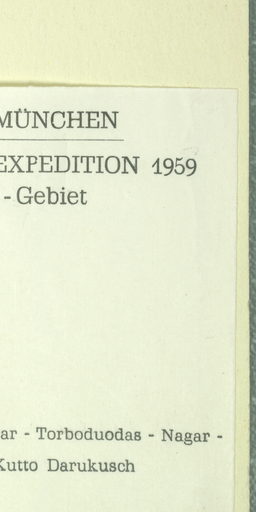 MÜNCHEN
EXPEDITION 1959
- Gebiet
ar - Torboduodas - Nagar -
Kutto Darukusch